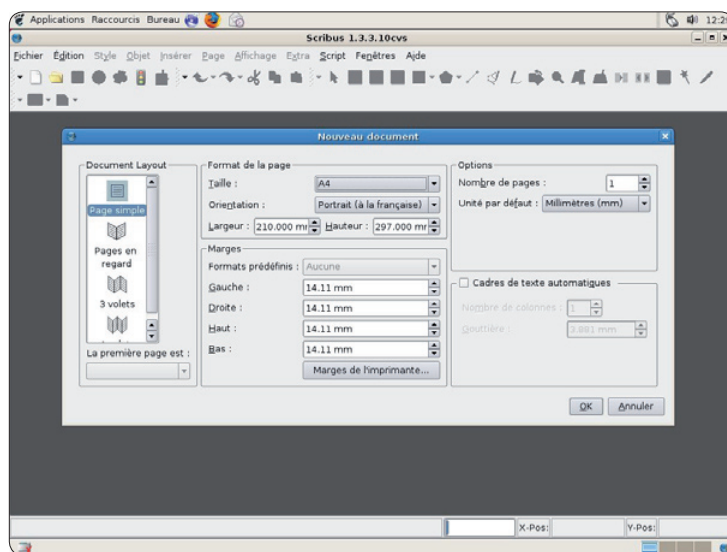 Applications Raccourcis Bureau 12:2
Scribus 1.3.3.10cvs
Fichier Édition Style Objet Insérer Page Affichage Extra Script Fenêtres Aide
Nouveau document
Document Layout
Page simple
Pages en
regard
3 volets
La première page est :
Format de la page
Taille : A4
Orientation : Portrait (à la française)
Largeur : 210.000 mr Hauteur : 297.000 mr
Marges
Formats prédéfinis : Aucune
Gauche : 14.11 mm
Droite : 14.11 mm
Haut : 14.11 mm
Bas : 14.11 mm
Marges de l'imprimante...
Options
Nombre de pages : 1
Unité par défaut : Millimètres (mm)
Cadres de texte automatiques
Nombre de colonnes : 1
Gouttière : 3.881 mm
OK Annuler
X-Pos: Y-Pos: